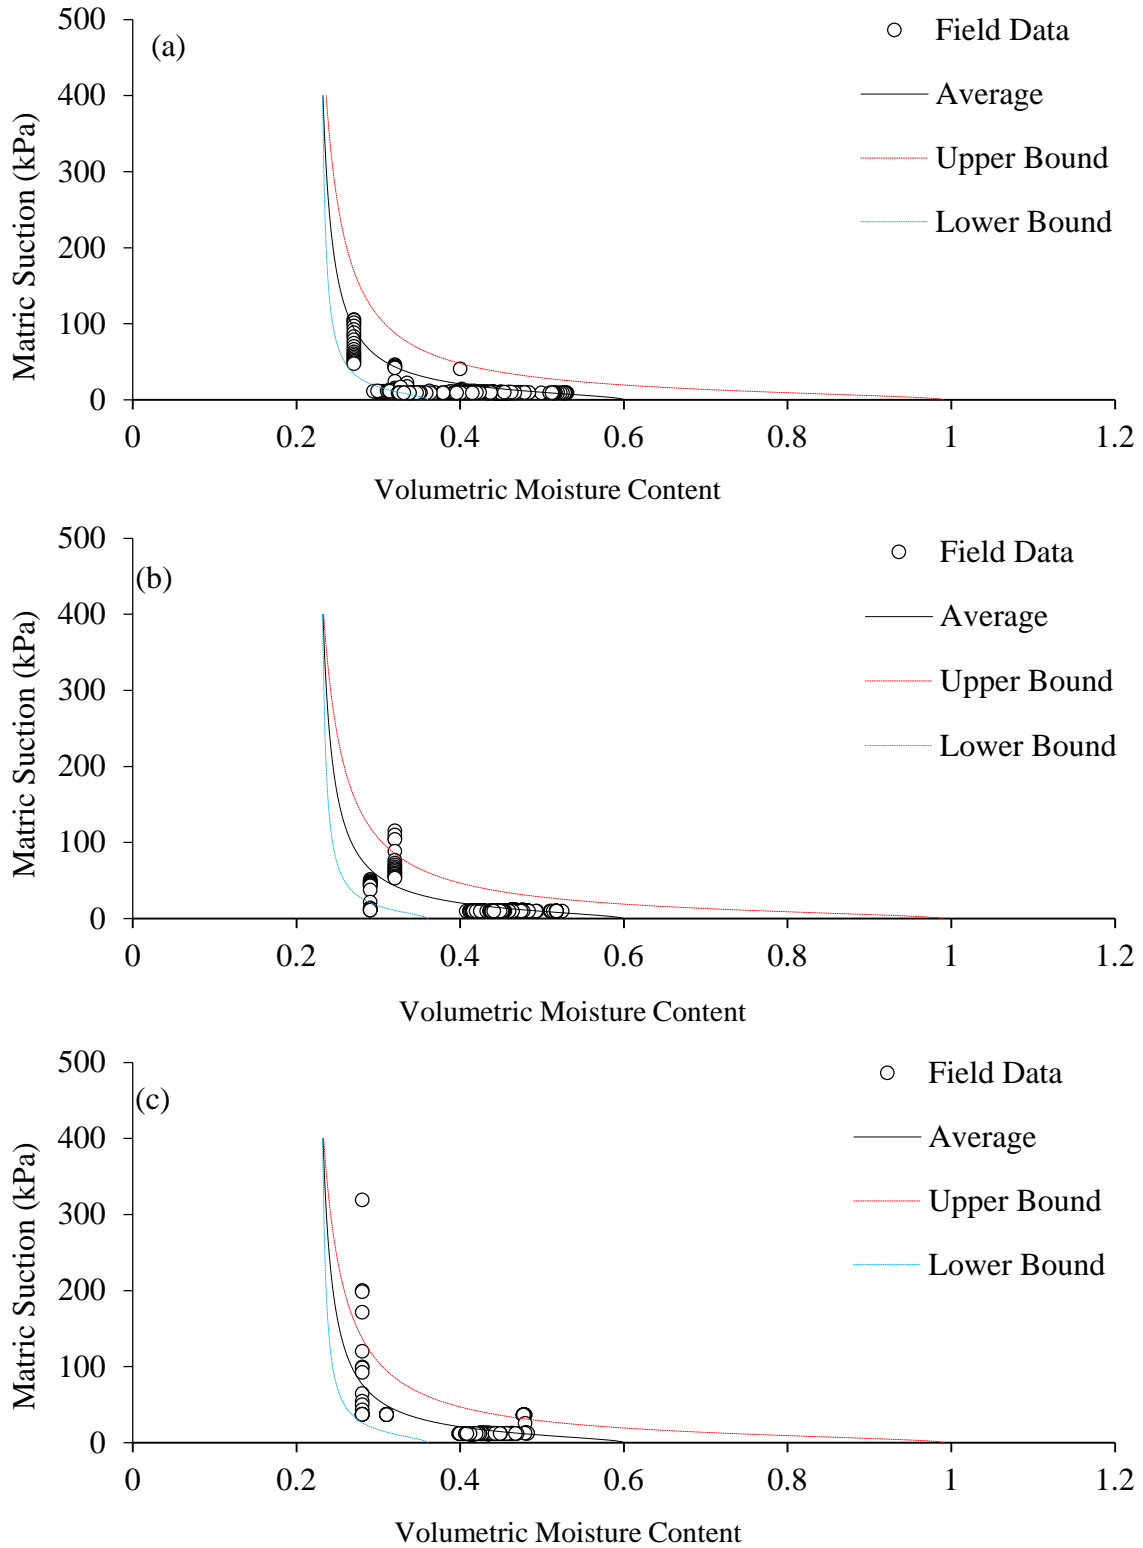 500
(a)
Field Data
400
Average
300
Upper Bound
200
Lower Bound
100
0
Matric Suction (kPa)
0 0.2 0.4 0.6 0.8 1 1.2
Volumetric Moisture Content
500
(b)
Field Data
400
Average
300
Upper Bound
200
Lower Bound
100
0
Matric Suction (kPa)
0 0.2 0.4 0.6 0.8 1 1.2
Volumetric Moisture Content
500
(c)
Field Data
400
Average
300
Upper Bound
200
Lower Bound
100
0
Matric Suction (kPa)
0 0.2 0.4 0.6 0.8 1 1.2
Volumetric Moisture Content